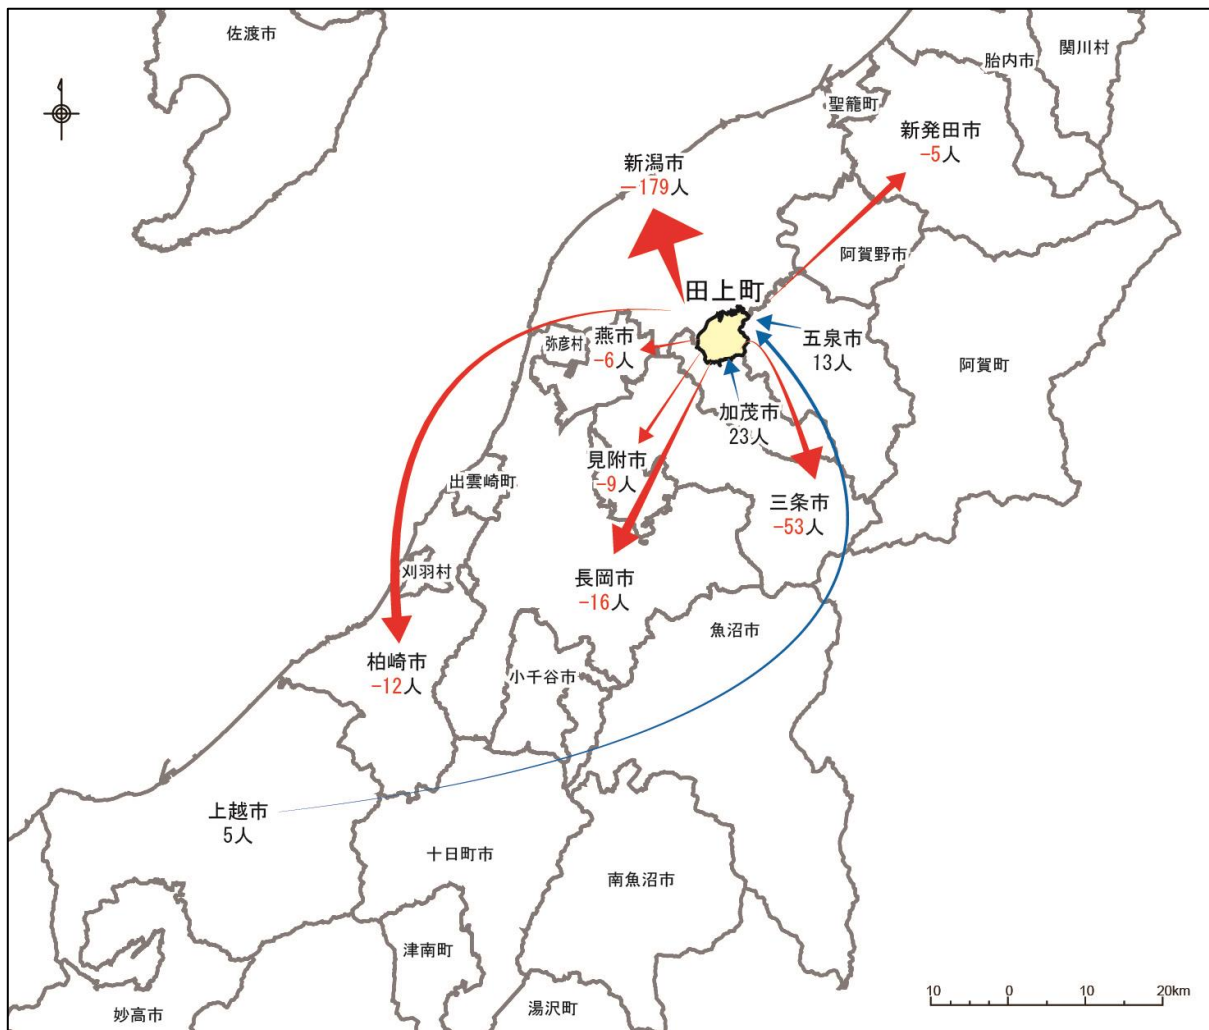 佐渡市
関川村
胎内市
聖籠町
新発田市
-5人
新潟市
-179人
阿賀野市
田上町
燕市
-6人
弥彦村
五泉市
13人
阿賀町
加茂市
23人
見附市
-9人
出雲崎町
三条市
-53人
刈羽村
長岡市
-16人
魚沼市
柏崎市
-12人
小千谷市
上越市
5人
十日町市
南魚沼市
津南町
湯沢町
妙高市
10 0 10 20km